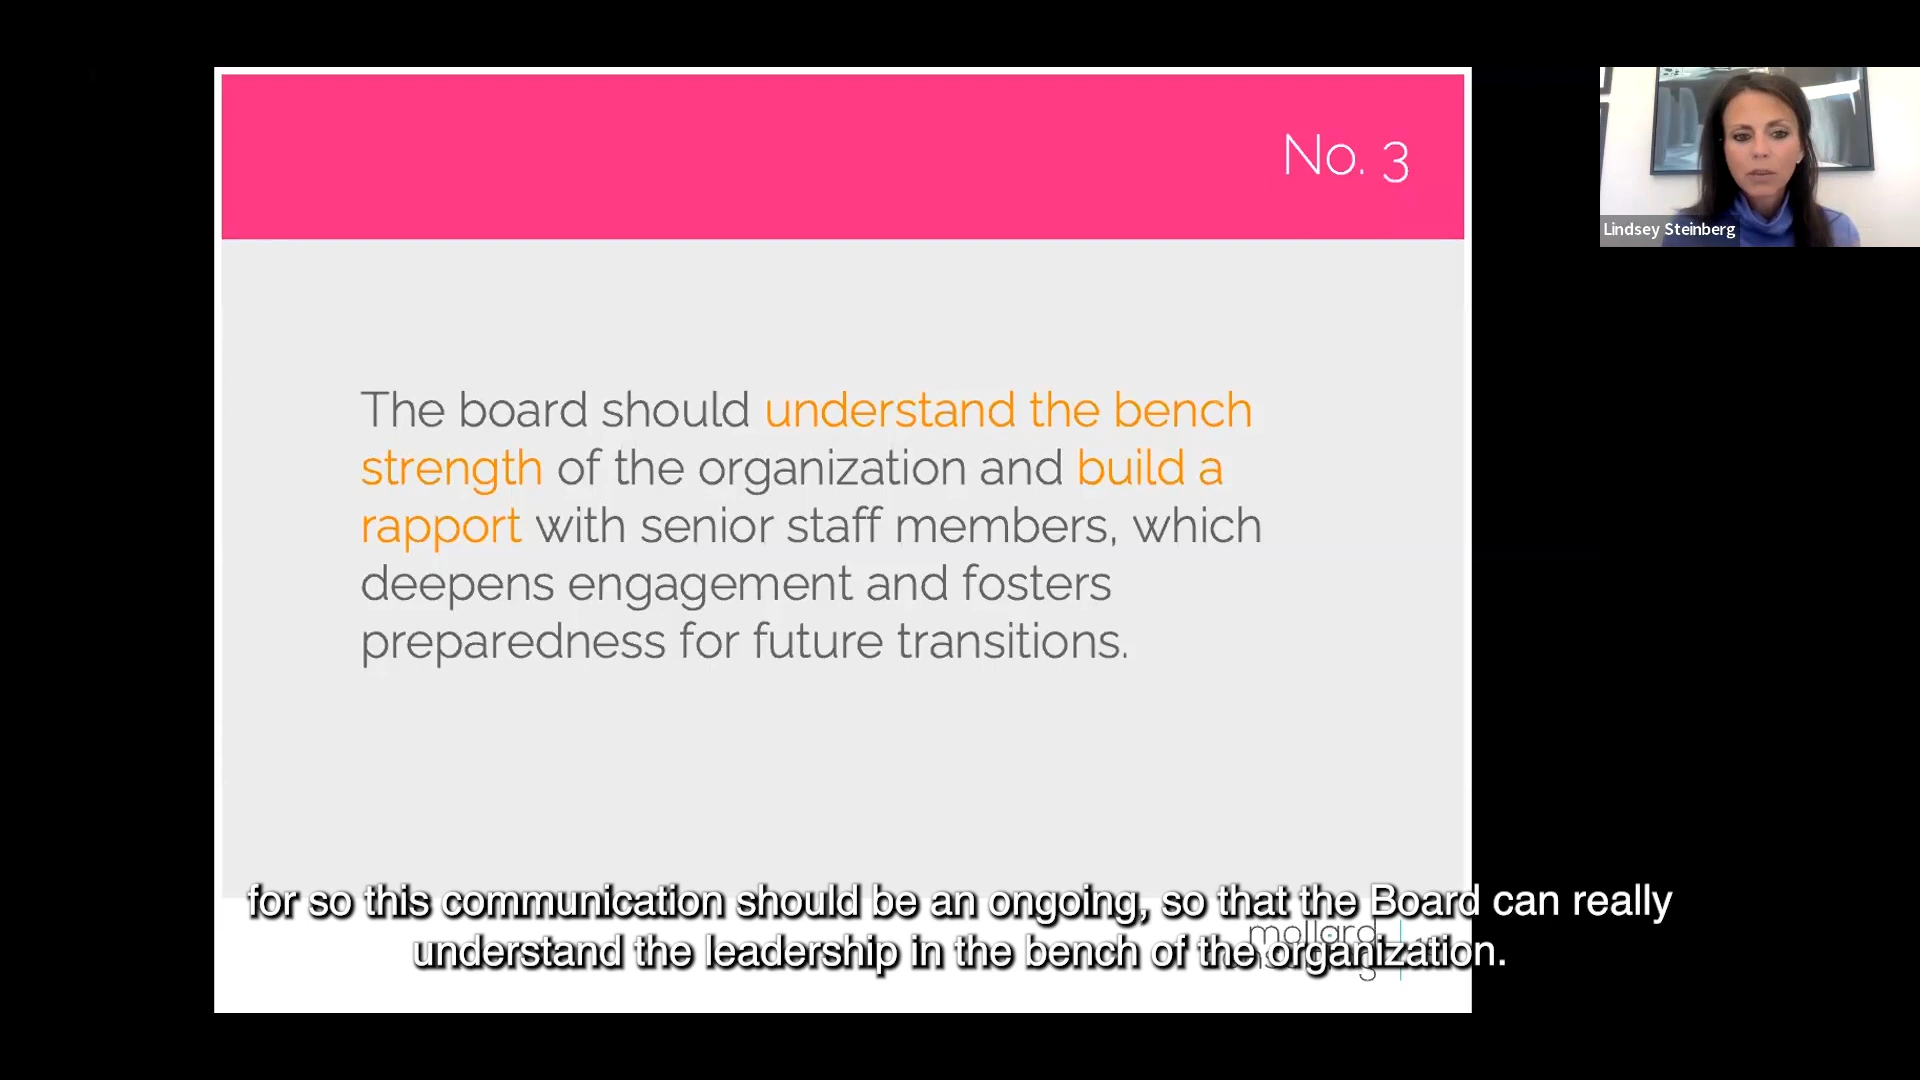 No. 3
Lindsey Steinberg
The board should understand the bench
strength of the organization and build a
rapport with senior staff members, which
deepens engagement and fosters
preparedness for future transitions.
for so this communication should be an ongoing, so that the Board can really
understand the leadership in the bench of the organization.
mollard